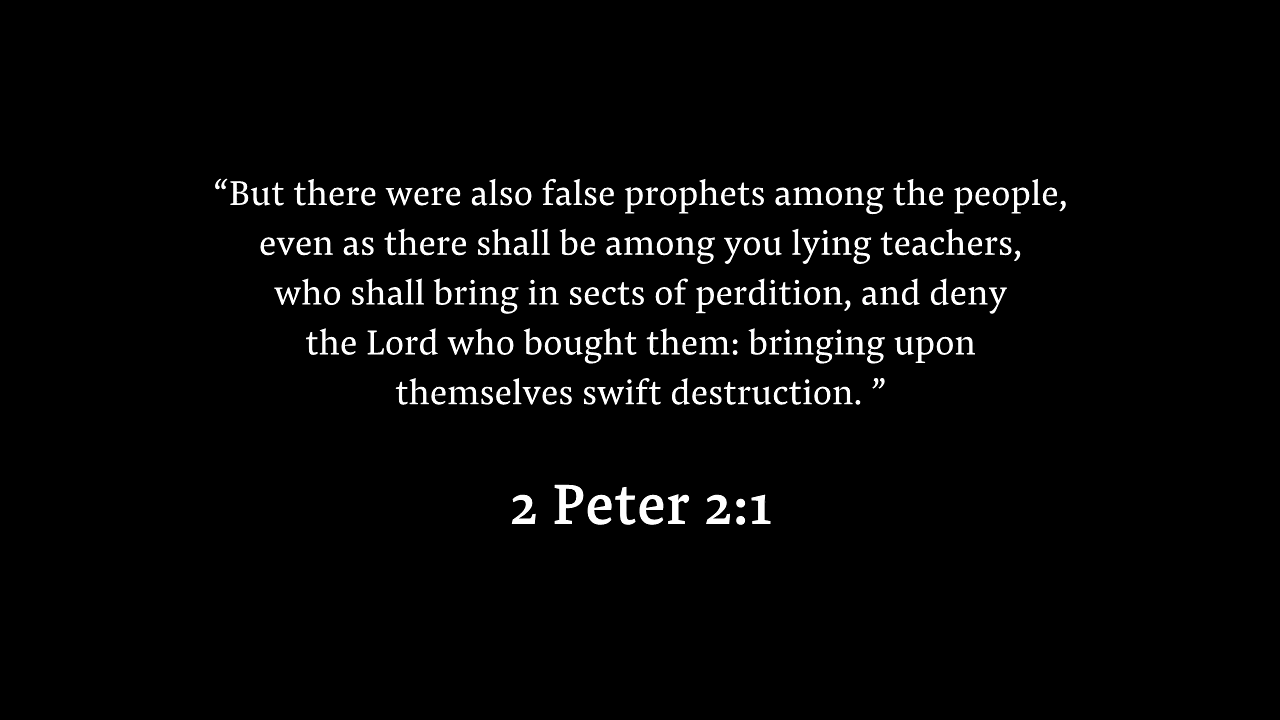 “But there were also false prophets among the people,
even as there shall be among you lying teachers,
who shall bring in sects of perdition, and deny
the Lord who bought them: bringing upon
themselves swift destruction. ”
2 Peter 2:1